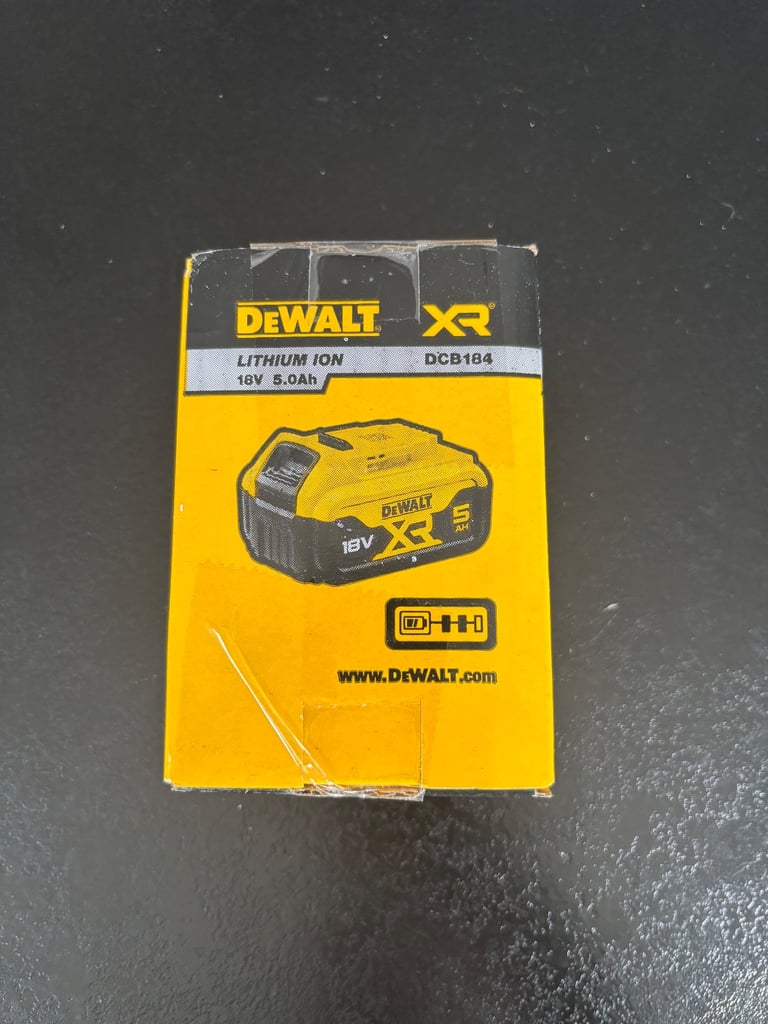 DEWALT XR®
LITHIUM ION DCB184
18V 5.0Ah
DEWALT
18V XR 5
AH
www.DEWALT.com